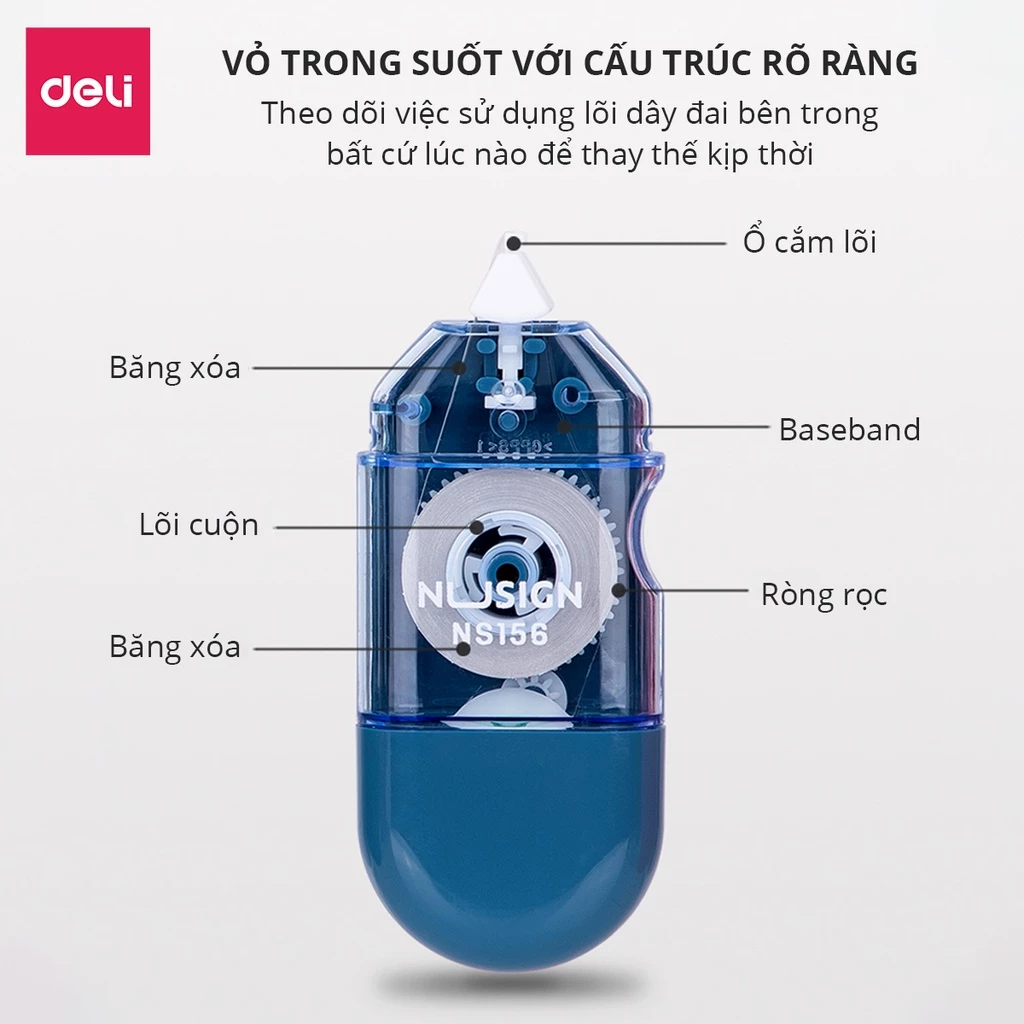 deli
VỎ TRONG SUỐT VỚI CẤU TRÚC RÕ RÀNG
Theo dõi việc sử dụng lõi dây đai bên trong
bất cứ lúc nào để thay thế kịp thời
Ổ cắm lõi
Băng xóa
Baseband
Lõi cuộn
NUSIGN
Ròng rọc
NS156
Băng xóa